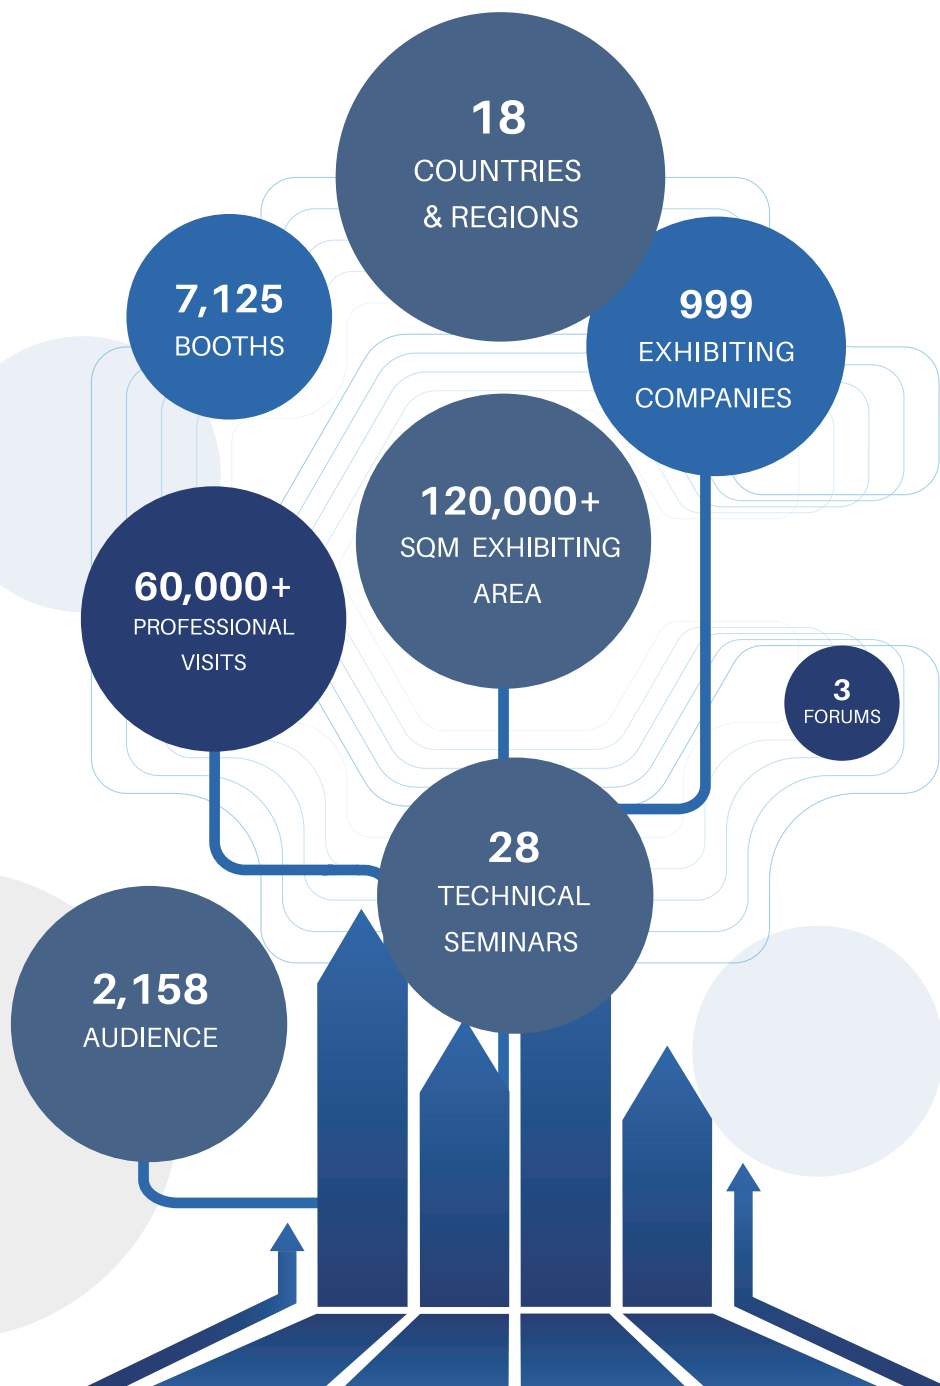 18
COUNTRIES
& REGIONS
7,125
BOOTHS
999
EXHIBITING
COMPANIES
120,000+
SQM EXHIBITING
AREA
60,000+
PROFESSIONAL
VISITS
3
FORUMS
28
TECHNICAL
SEMINARS
2,158
AUDIENCE